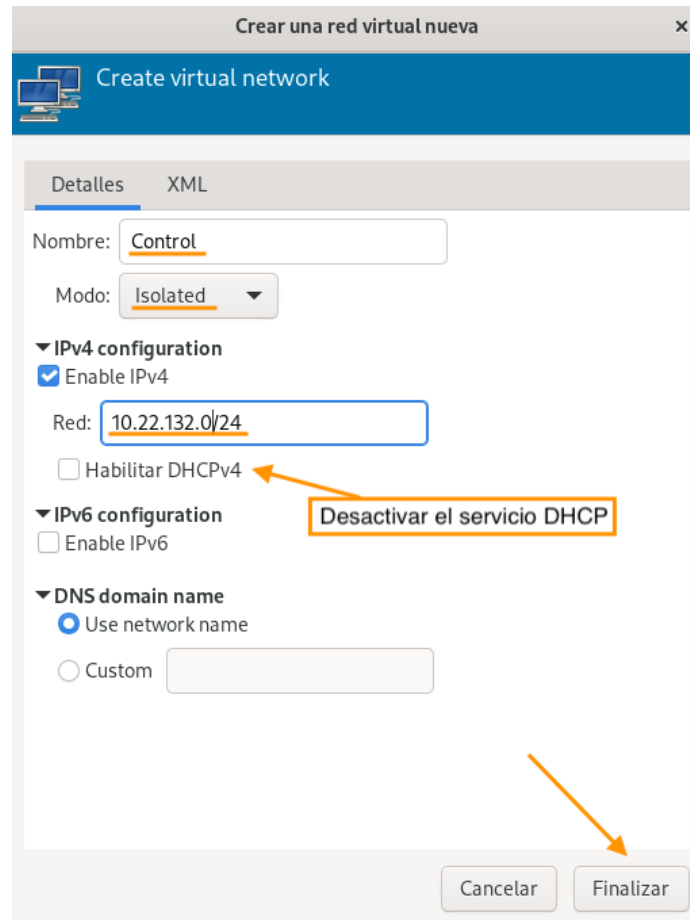 Crear una red virtual nueva ×
Create virtual network
Detalles XML
Nombre: Control
Modo: Isolated
IPv4 configuration
Enable IPv4
Red: 10.22.132.0/24
Habilitar DHCPv4
IPv6 configuration
Desactivar el servicio DHCP
Enable IPv6
DNS domain name
Use network name
Custom
Cancelar Finalizar